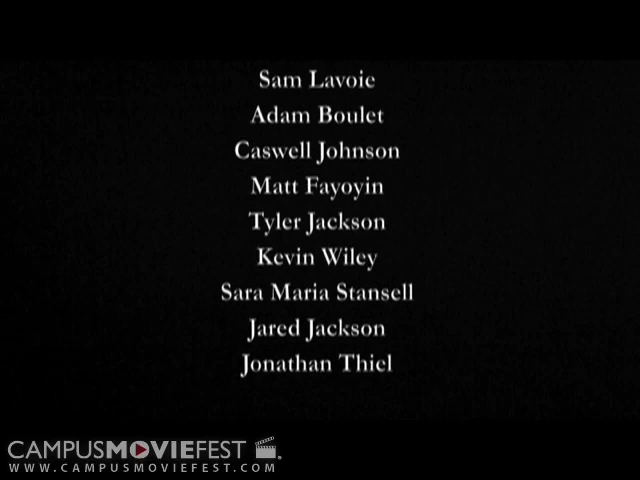 Sam Lavoie
Adam Boulet
Caswell Johnson
Matt Fayoyin
Tyler Jackson
Kevin Wiley
Sara Maria Stansell
Jared Jackson
Jonathan Thiel
CAMPUSMOVIEFEST
WWW.CAMPUSMOVIEFEST.COM